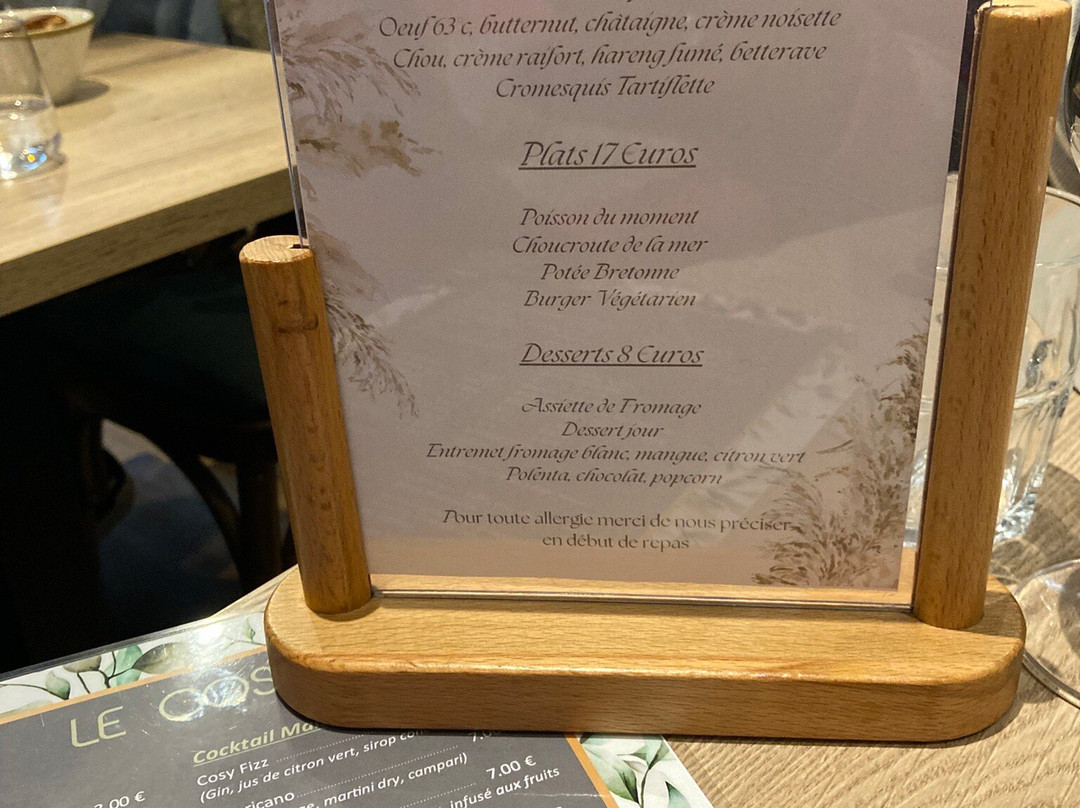 Oeuf 63 c, butternut, châtaigne, crème noisette
Chou, crème raifort, hareng fumé, betterave
Cromesquis Tartiflette
Plats 17 Euros
Poisson du moment
Choucroute de la mer
Potée Bretonne
Burger Végétarien
Desserts 8 Euros
Assiette de Fromage
Dessert jour
Entremet fromage blanc, mangue, citron vert
Polenta, chocolat, popcorn
Pour toute allergie merci de nous préciser
en début de repas
LE COS
Cocktail
Cosy Fizz
(Gin, jus de citron vert, sirop
martini dry, campari)
7.00 €
infusé aux fruits